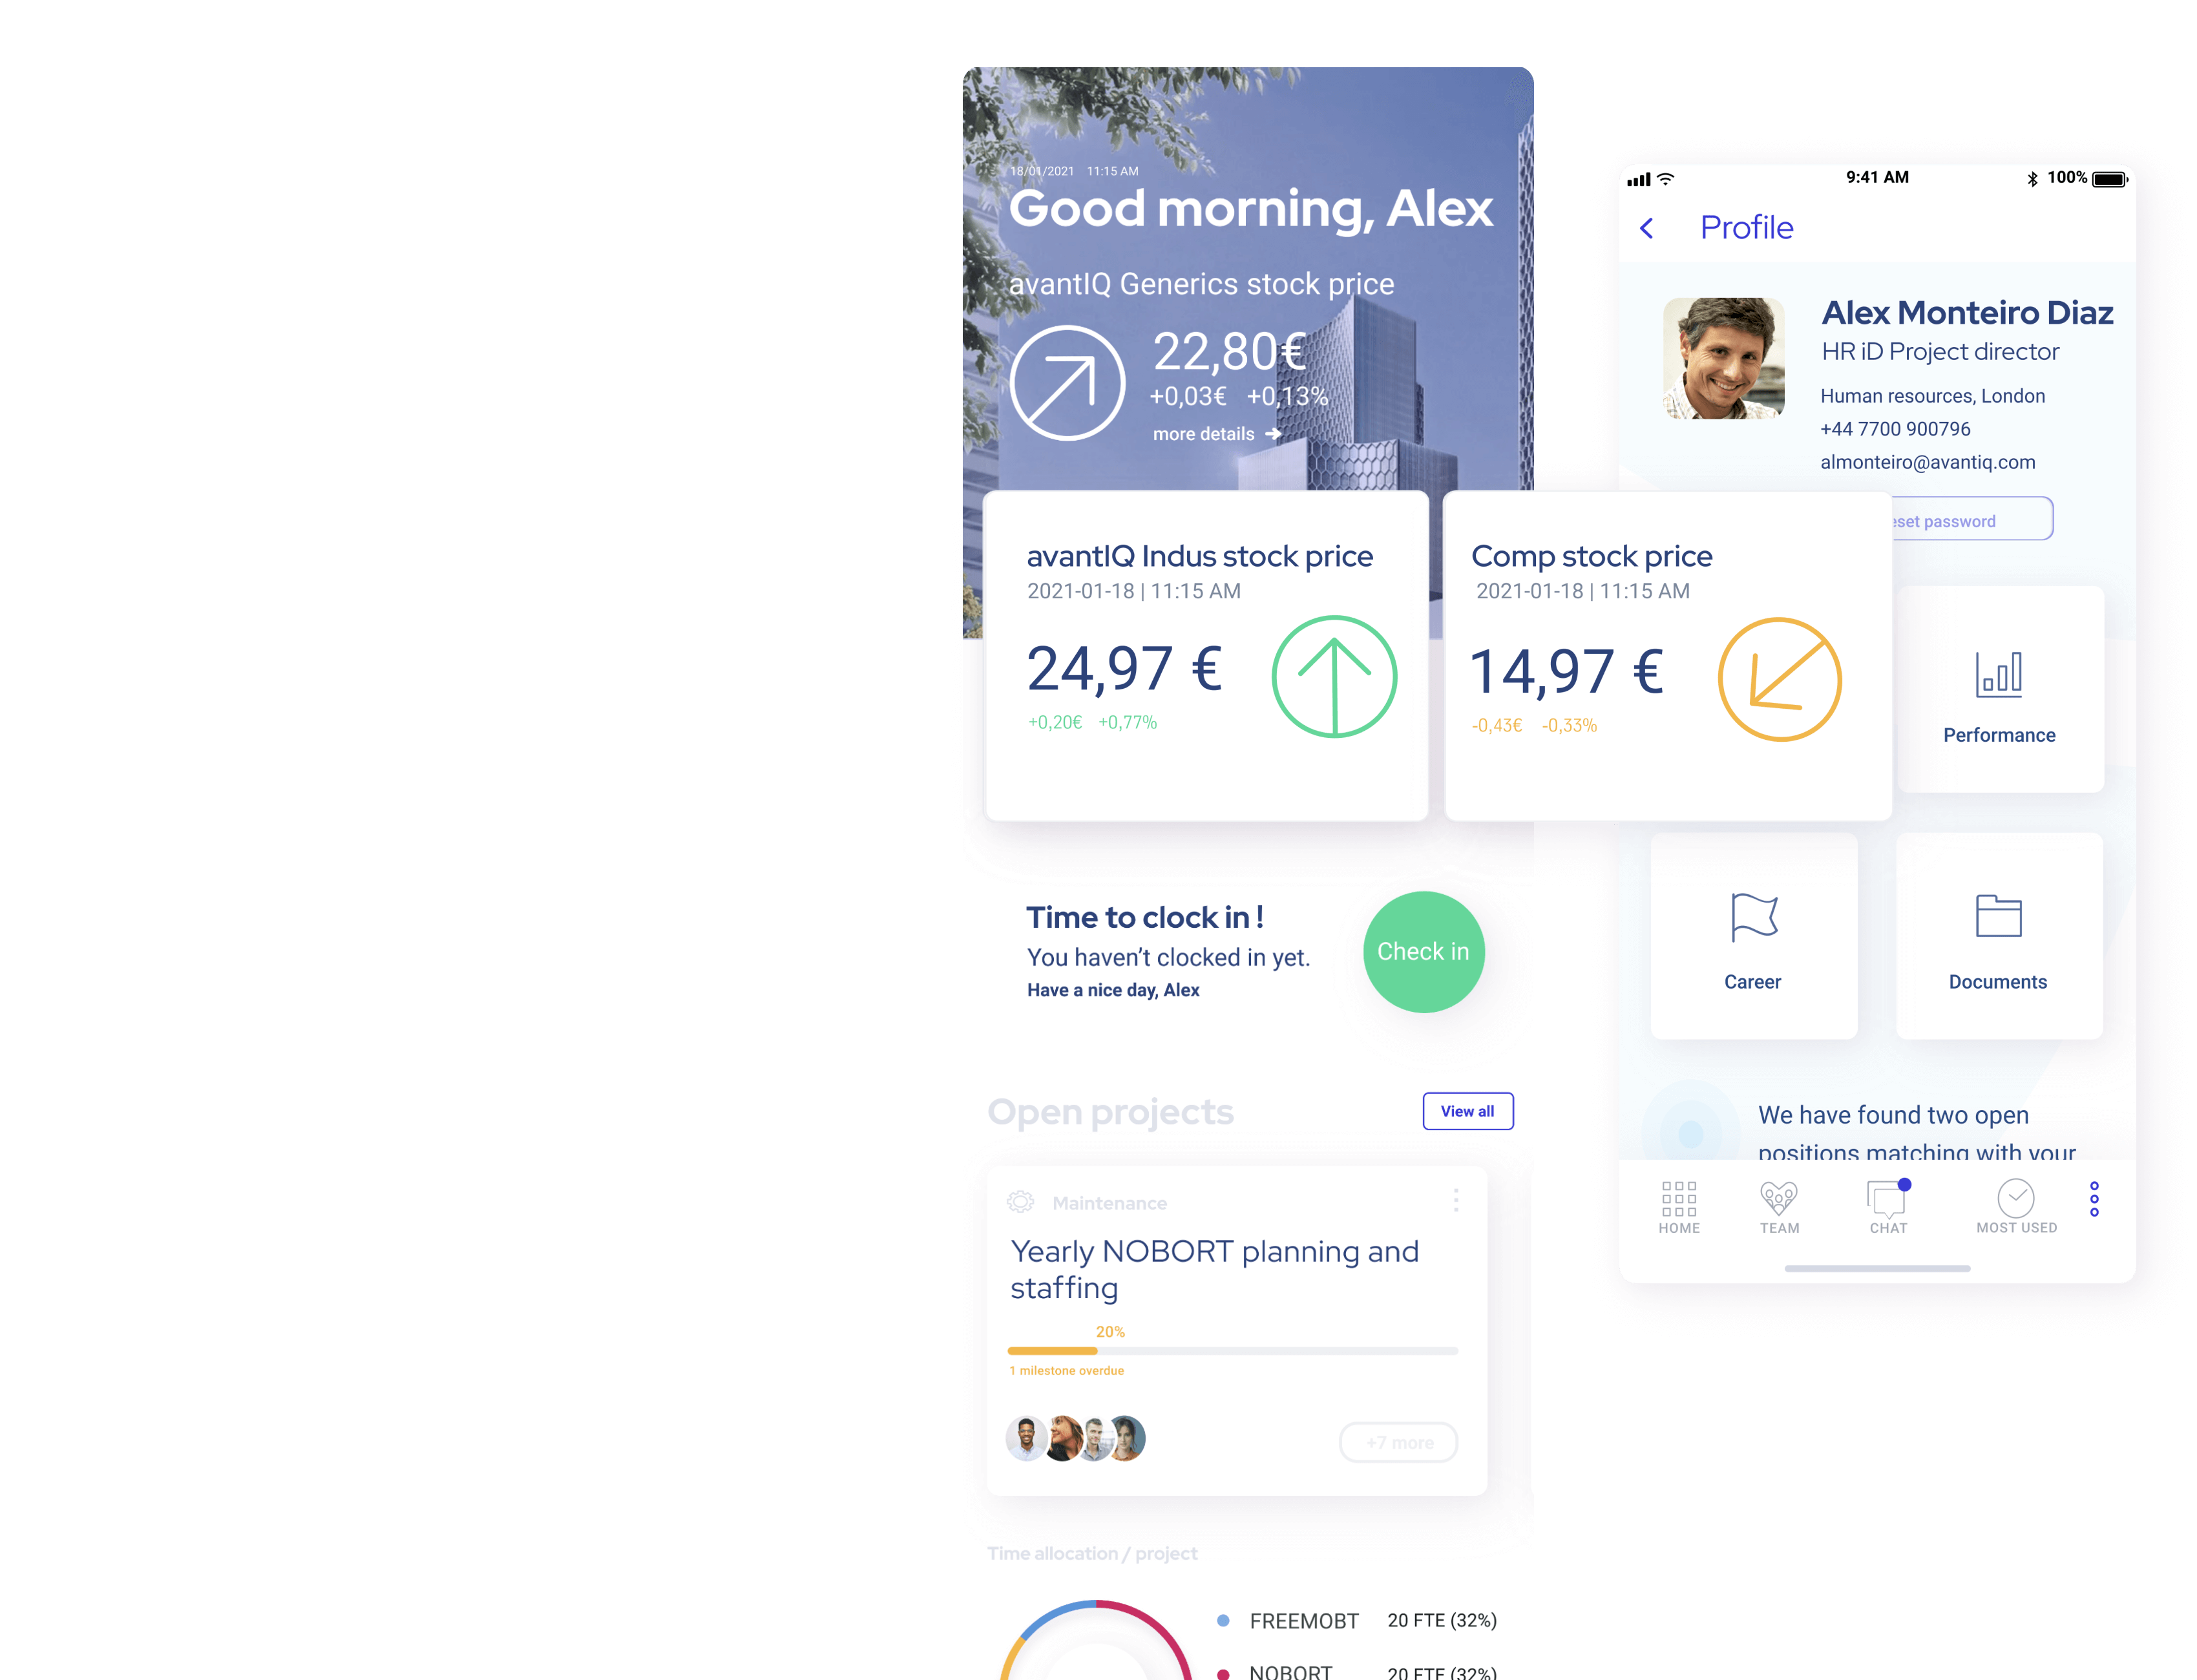 18/01/2021 11:15 AM
Good morning, Alex
avantIQ Generics stock price
22,80€
+0,03€ +0,13%
more details
avantIQ Indus stock price
2021-01-18 | 11:15 AM
24,97 €
+0,20€ +0,77%
Comp stock price
2021-01-18 | 11:15 AM
14,97 €
-0,43€ -0,33%
Time to clock in !
You haven't clocked in yet.
Have a nice day, Alex
Check in
Open projects
View all
Maintenance
Yearly NOBORT planning and
staffing
20%
1 milestone overdue
+7 more
Time allocation / project
FREEMOBT 20 FTE (32%)
NOBORT 20 FTE (32%)
9:41 AM
100%
Profile
Alex Monteiro Diaz
HR iD Project director
Human resources, London
+44 7700 900796
almonteiro@avantiq.com
eset password
Performance
Career
Documents
We have found two open
positions matching with your
HOME
TEAM
CHAT
MOST USED